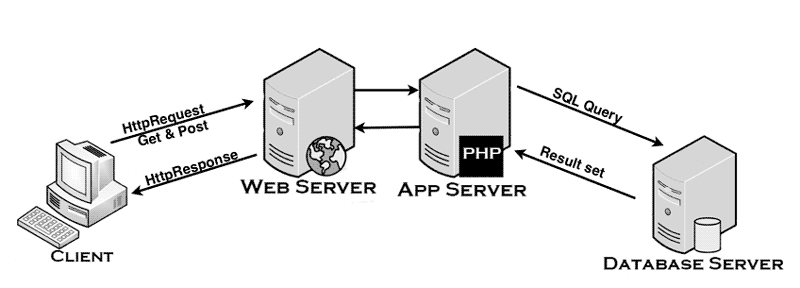 HttpRequest
Get & Post
HttpResponse
CLIENT
WEB SERVER
PHP
APP SERVER
SQL Query
Result set
DATABASE SERVER